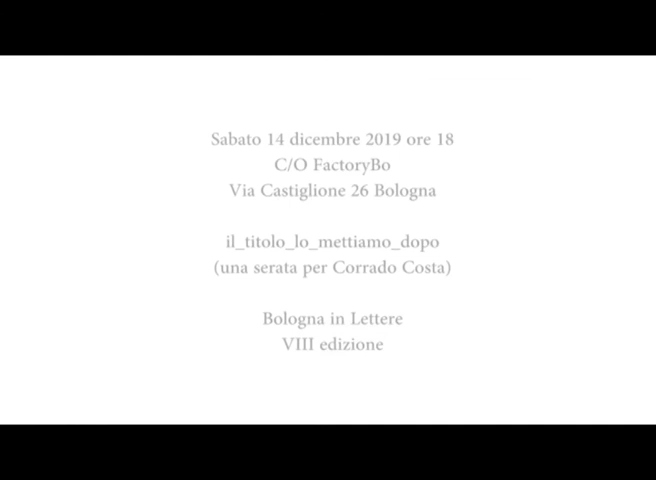 Sabato 14 dicembre 2019 ore 18
C/O FactoryBo
Via Castiglione 26 Bologna
il_titolo_lo_mettiamo_dopo
(una serata per Corrado Costa)
Bologna in Lettere
VIII edizione